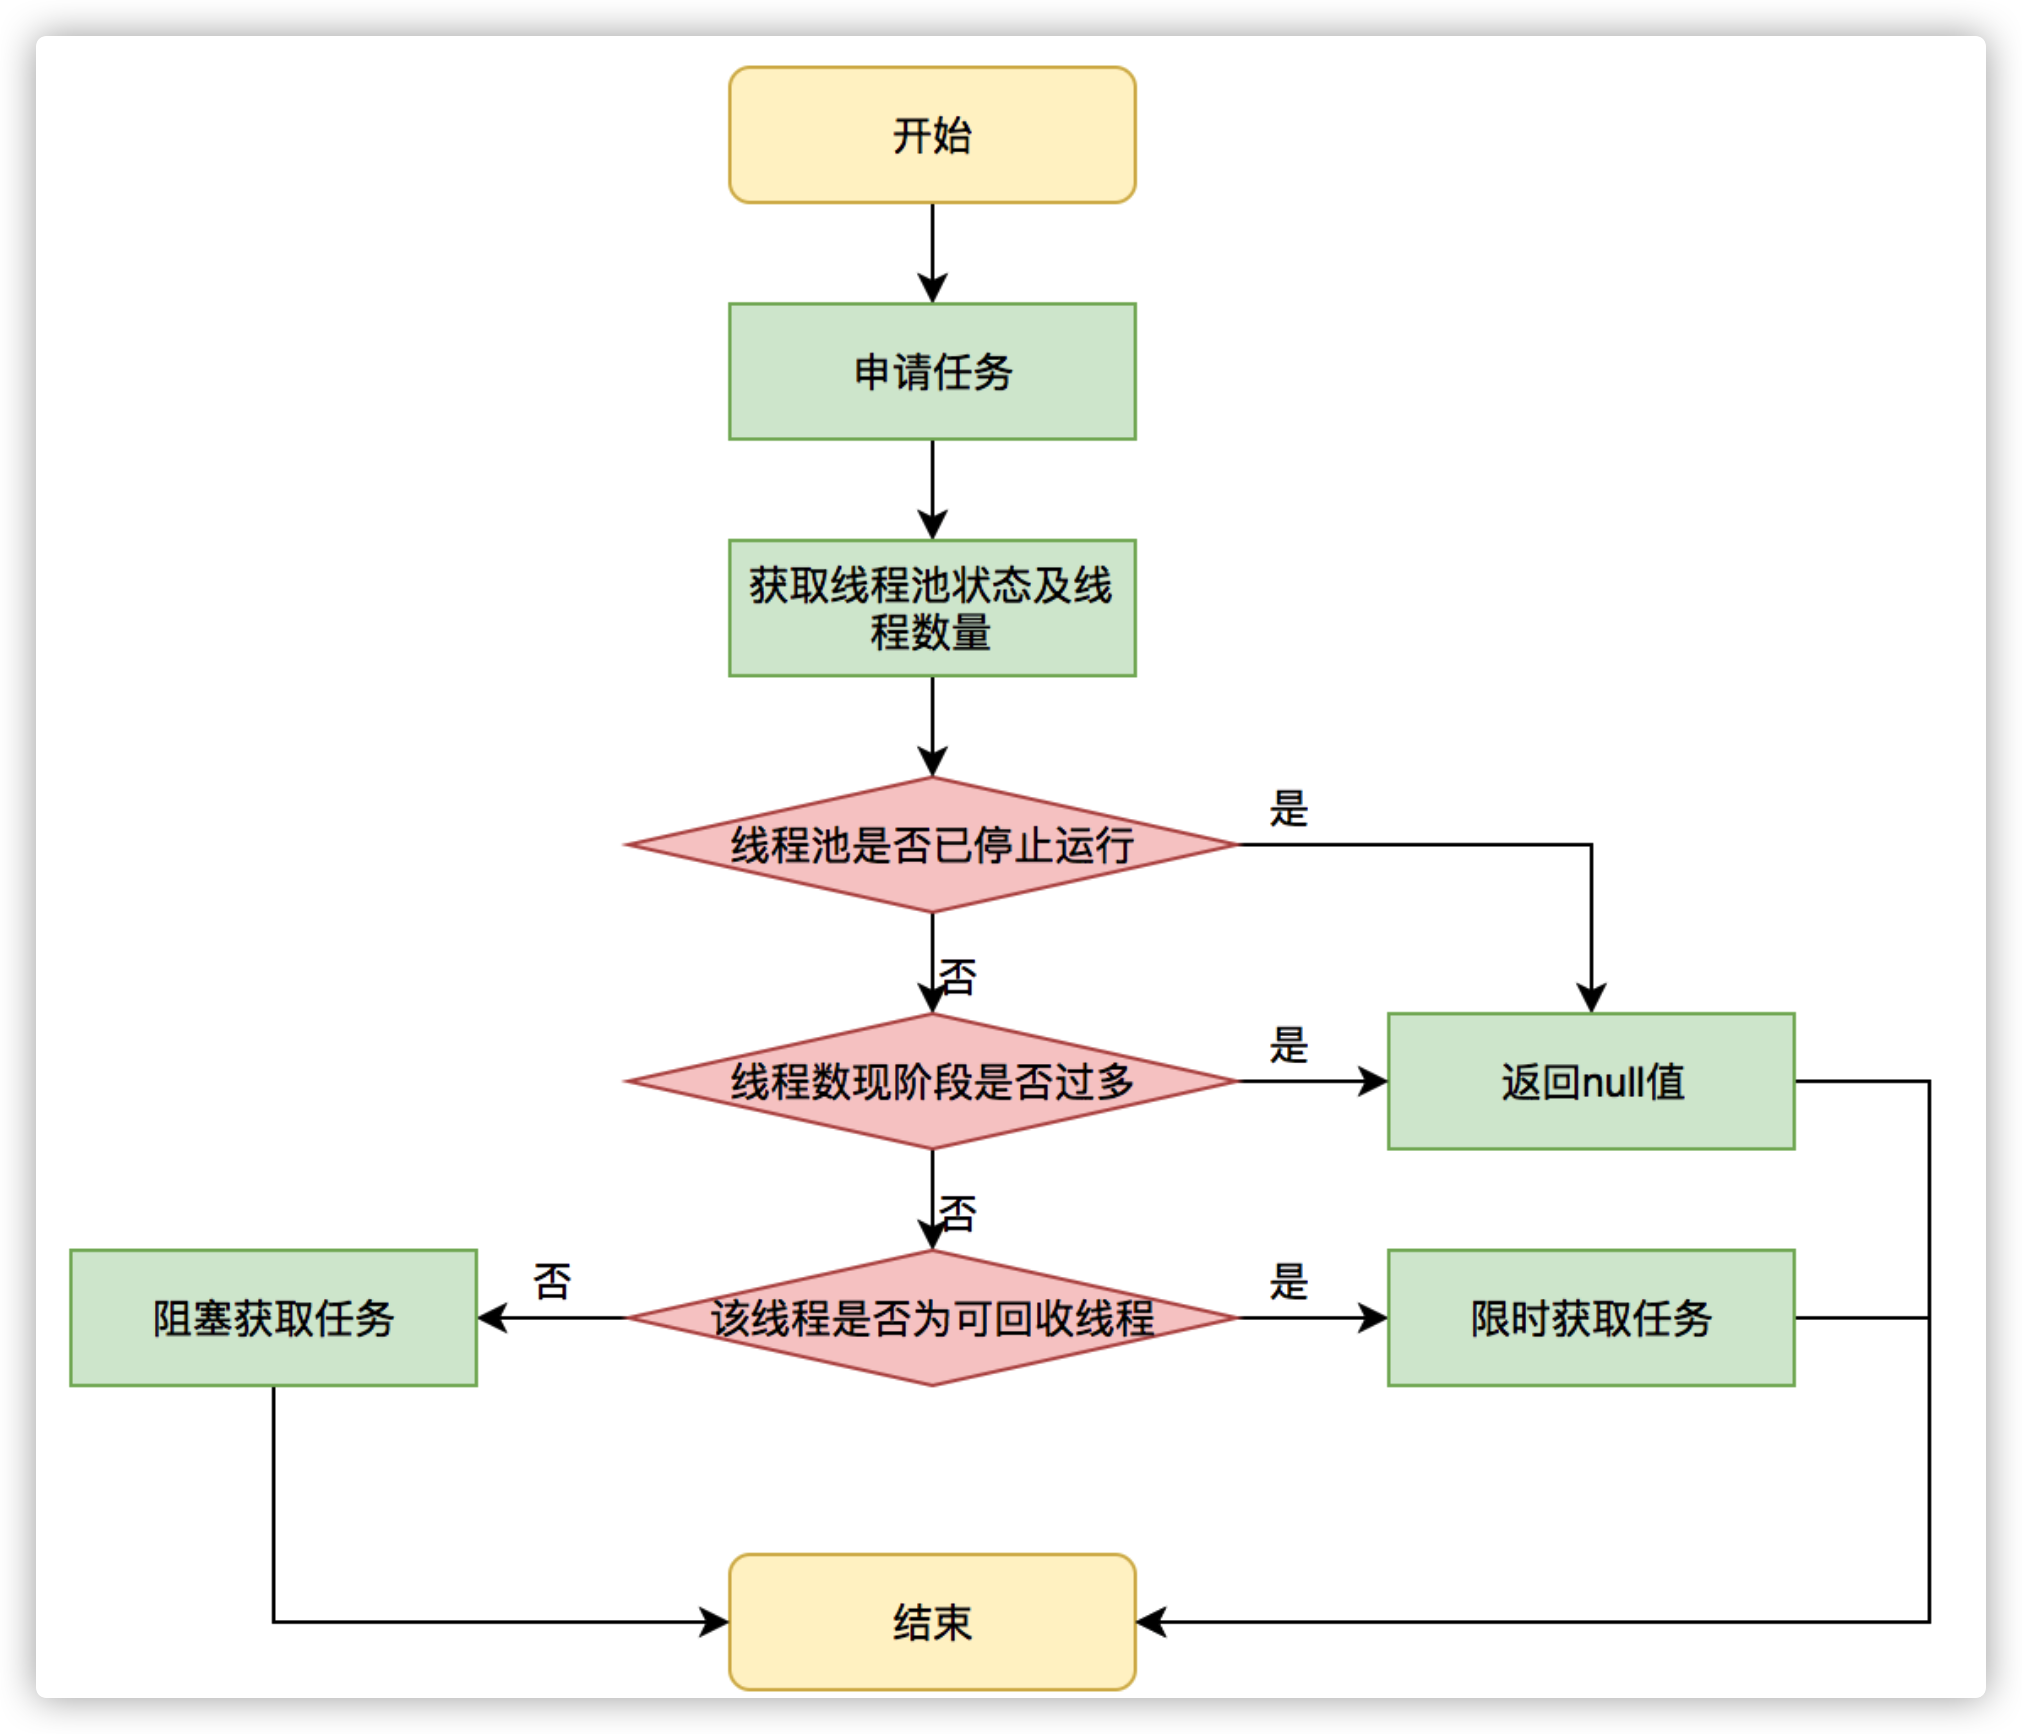 开始
申请任务
获取线程池状态及线
程数量
线程池是否已停止运行
是
否
线程数现阶段是否过多
是
返回null值
否
阻塞获取任务
否
该线程是否为可回收线程
是
限时获取任务
结束